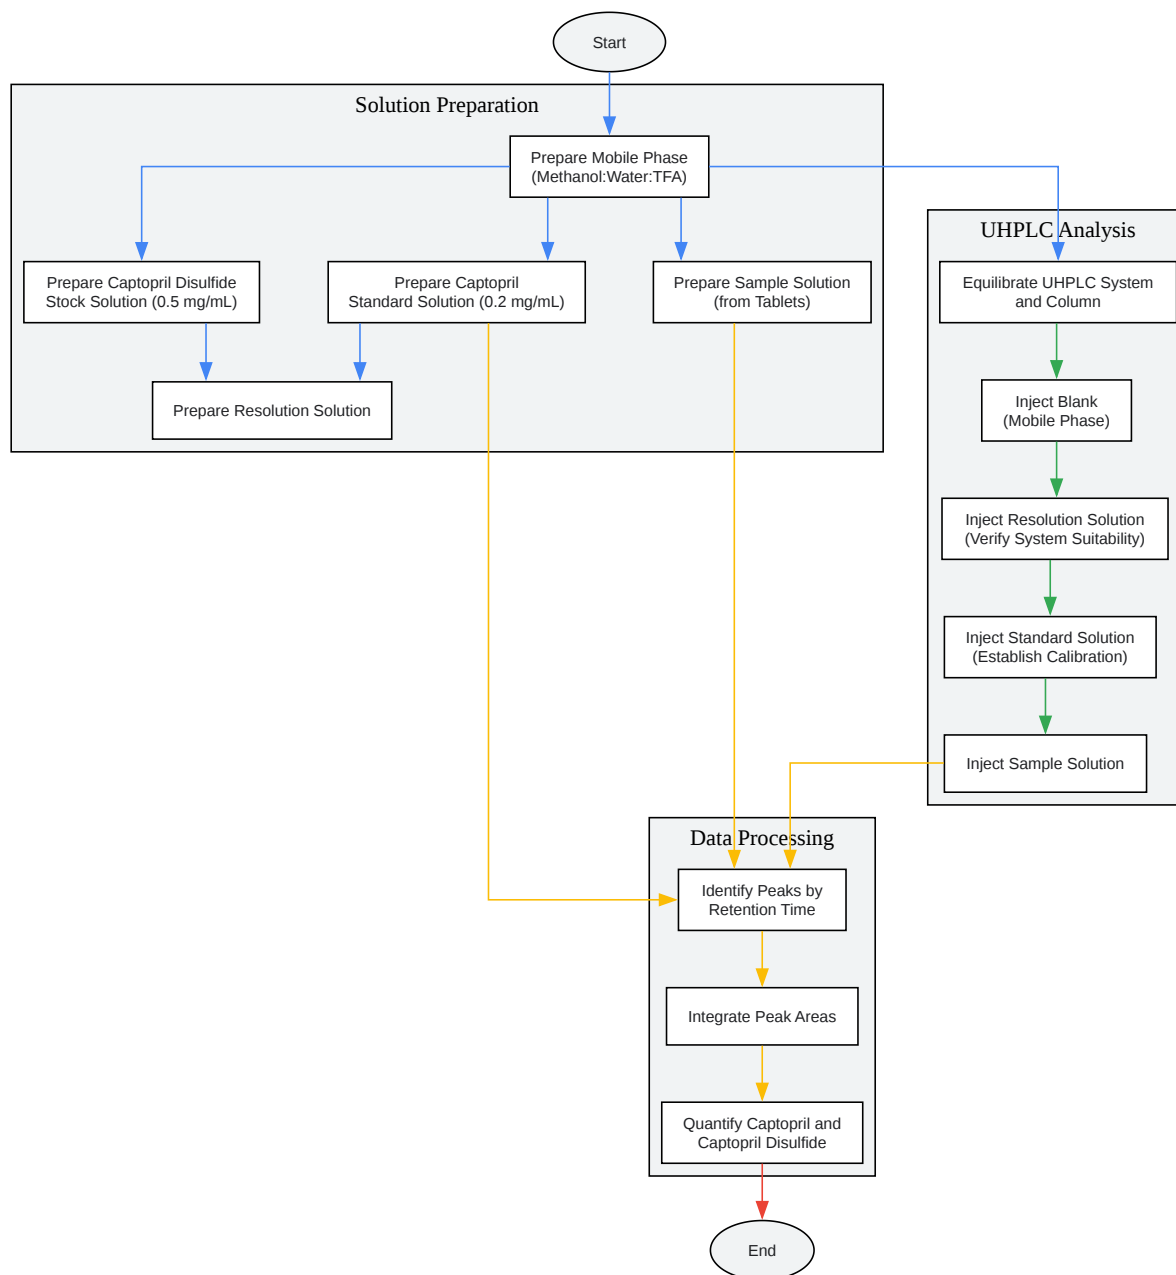 Start
Solution Preparation
Prepare Mobile Phase
(Methanol:Water:TFA)
Prepare Captopril Disulfide
Stock Solution (0.5 mg/mL)
Prepare Captopril
Standard Solution (0.2 mg/mL)
Prepare Sample Solution
(from Tablets)
Prepare Resolution Solution
UHPLC Analysis
Equilibrate UHPLC System
and Column
Inject Blank
(Mobile Phase)
Inject Resolution Solution
(Verify System Suitability)
Inject Standard Solution
(Establish Calibration)
Inject Sample Solution
Data Processing
Identify Peaks by
Retention Time
Integrate Peak Areas
Quantify Captopril and
Captopril Disulfide
End